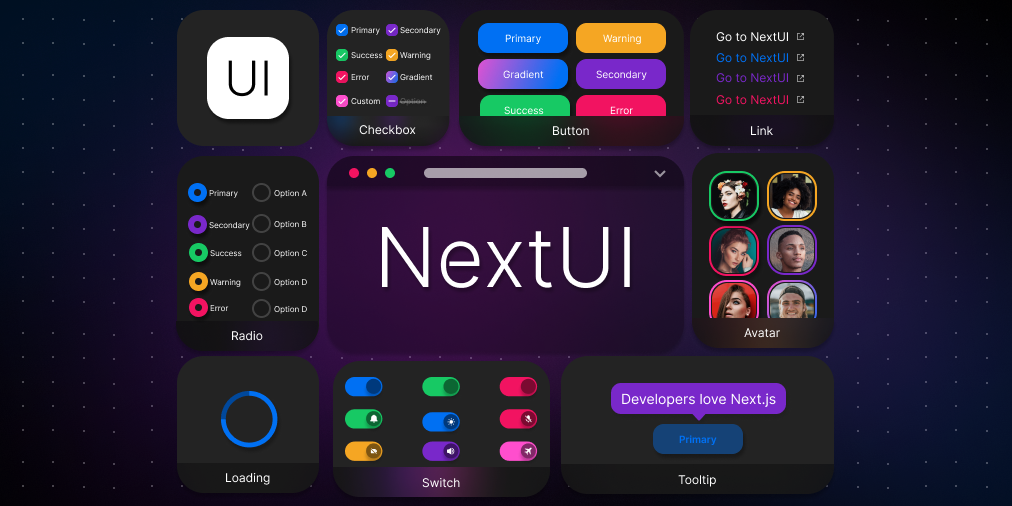 UI
Primary
Secondary
Success
Warning
Error
Gradient
Custom
Option
Checkbox
Primary
Warning
Gradient
Secondary
Success
Error
Button
Go to NextUI
Go to NextUI
Go to NextUI
Go to NextUI
Link
Primary
Option A
Secondary
Option B
Success
Option C
Warning
Option D
Error
Option D
Radio
NextUI
Avatar
Loading
Switch
Developers love Next.js
Primary
Tooltip